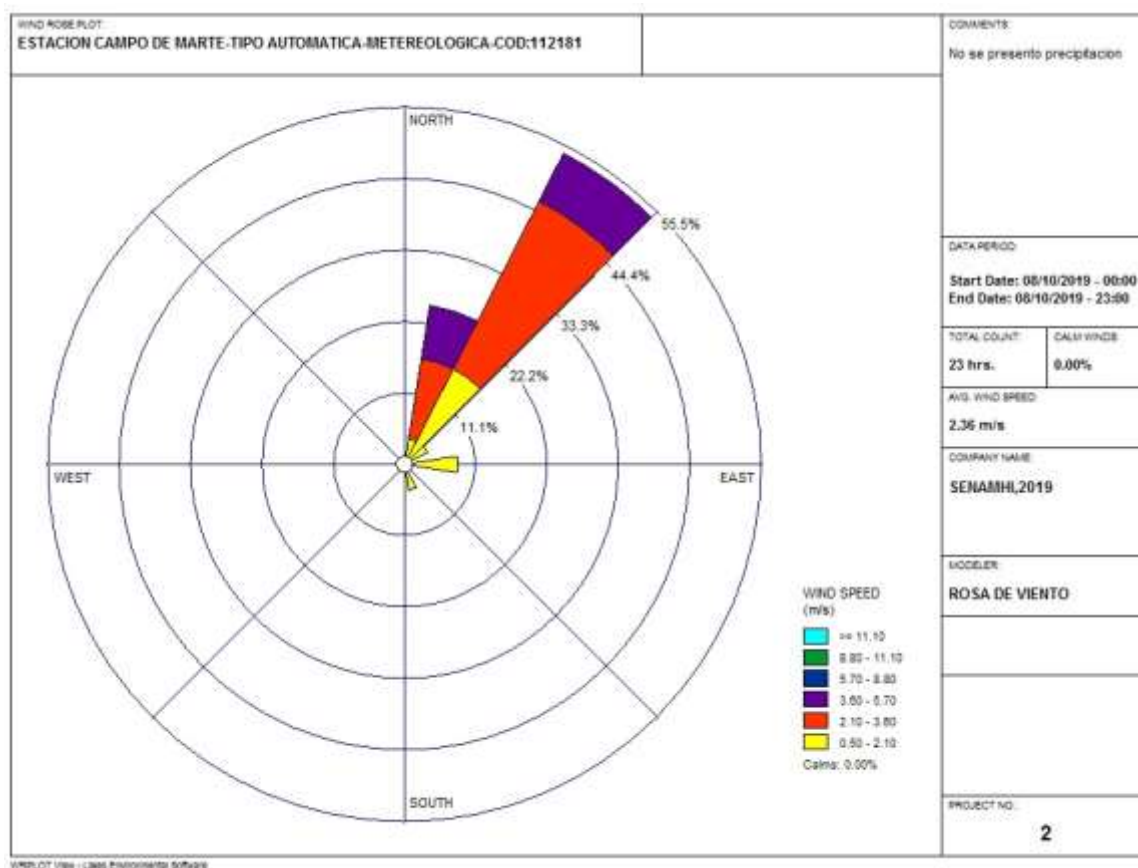 WIND ROSE PLOT:
ESTACION CAMPO DE MARTE-TIPO AUTOMATICA-METEREOLOGICA-COD:112181
COMMENTS:
No se presento precipitacion
NORTH
55.5%
44.4%
33.3%
22.2%
11.1%
WEST
EAST
SOUTH
DATA PERIOD:
Start Date: 08/10/2019 - 00:00
End Date: 08/10/2019 - 23:00
TOTAL COUNT:
23 hrs.
CALM WINDS:
0.00%
AVG. WIND SPEED:
2.36 m/s
COMPANY NAME:
SENAMHI,2019
MODELER:
ROSA DE VIENTO
WIND SPEED
(m/s)
>= 11.10
8.80 - 11.10
5.70 - 8.80
3.60 - 5.70
2.10 - 3.60
0.50 - 2.10
Calms: 0.00%
PROJECT NO.:
2
WRPLOT View - Lakes Environmental Software